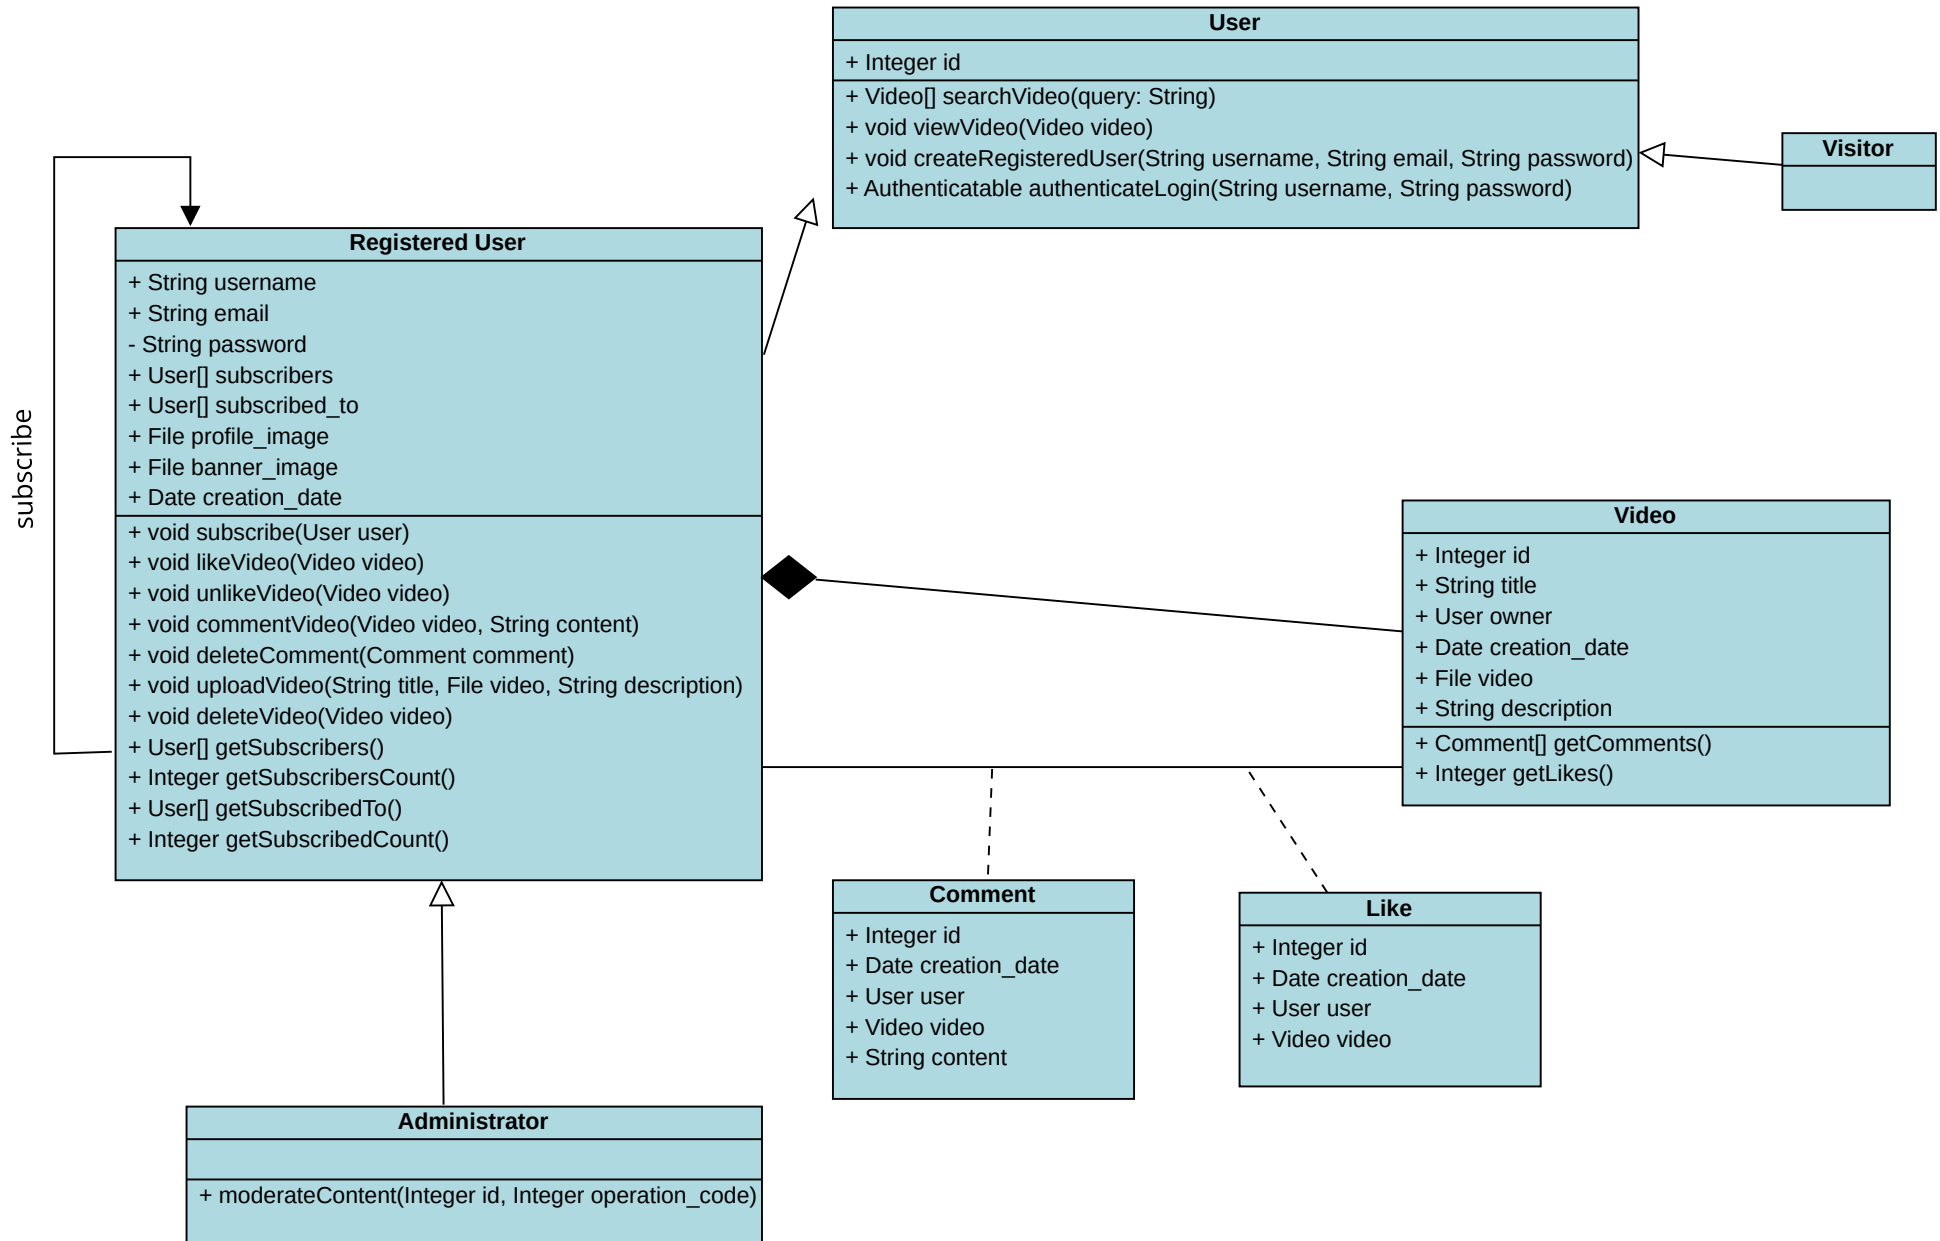 User
+ Integer id
+ Video[] searchVideo(query: String)
+ void viewVideo(Video video)
+ void createRegisteredUser(String username, String email, String password)
+ Authenticatable authenticateLogin(String username, String password)
Visitor
subscribe
Registered User
+ String username
+ String email
- String password
+ User[] subscribers
+ User[] subscribed_to
+ File profile_image
+ File banner_image
+ Date creation_date
+ void subscribe(User user)
+ void likeVideo(Video video)
+ void unlikeVideo(Video video)
+ void commentVideo(Video video, String content)
+ void deleteComment(Comment comment)
+ void uploadVideo(String title, File video, String description)
+ void deleteVideo(Video video)
+ User[] getSubscribers()
+ Integer getSubscribersCount()
+ User[] getSubscribedTo()
+ Integer getSubscribedCount()
Video
+ Integer id
+ String title
+ User owner
+ Date creation_date
+ File video
+ String description
+ Comment[] getComments()
+ Integer getLikes()
Comment
+ Integer id
+ Date creation_date
+ User user
+ Video video
+ String content
Like
+ Integer id
+ Date creation_date
+ User user
+ Video video
Administrator
+ moderateContent(Integer id, Integer operation_code)